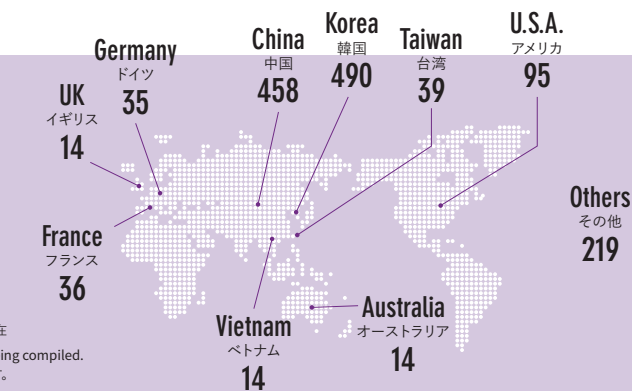 Germany
ドイツ
35
UK
イギリス
14
France
フランス
36
China
中国
458
Korea
韓国
490
Taiwan
台湾
39
U.S.A.
アメリカ
95
Others
その他
219
Vietnam
ベトナム
14
Australia
オーストラリア
14
在
ing compiled.
す。